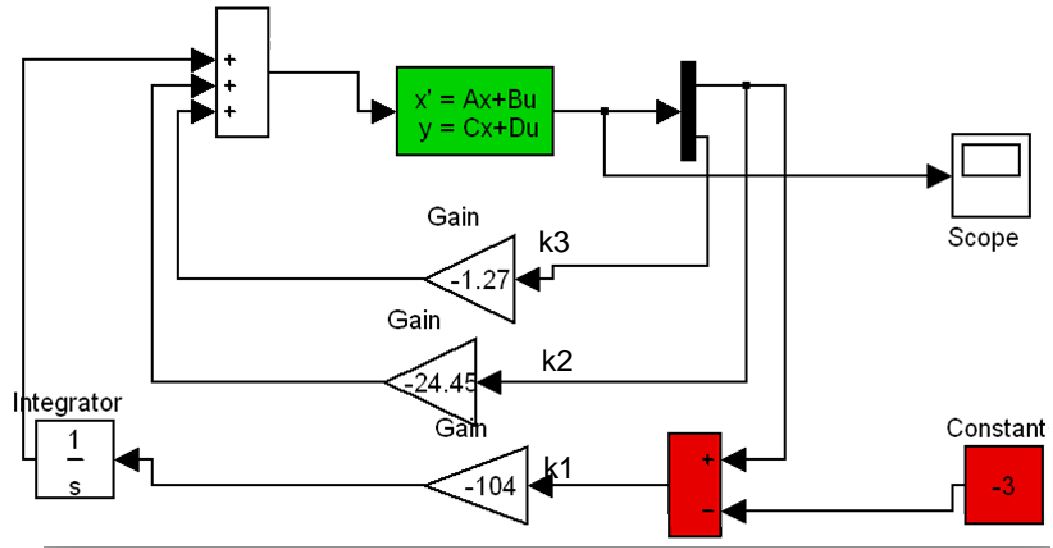 +
+
+
x' = Ax+Bu
y = Cx+Du
Scope
Gain
k3
-1.27
Gain
k2
-24.45
Integrator
1
s
Gain
k1
-104
+
−
Constant
-3